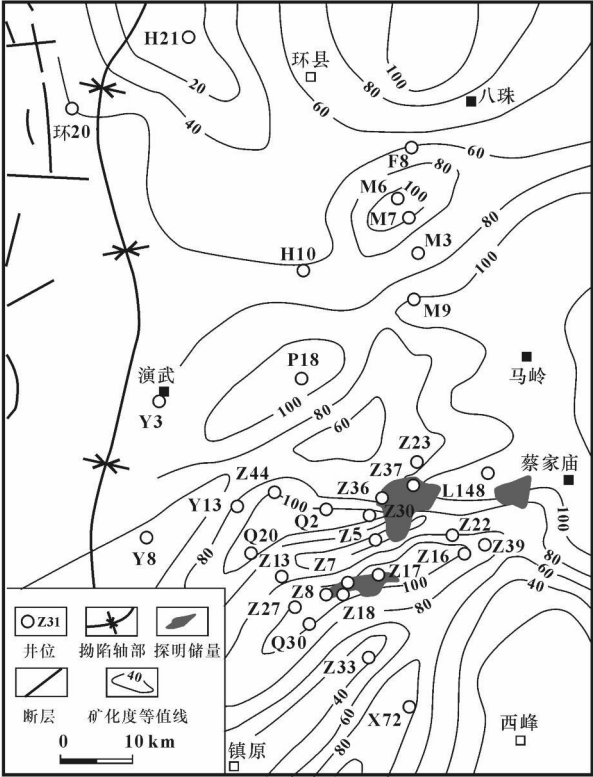 H21
环县
100
80
20
八珠
40
60
环20
F8
60
80
M6
100
M7
80
M3
H10
100
M9
P18
马岭
演武
100
80
Y3
60
Z23
Z37
蔡家庙
Z44
Z36
L148
Y13
100
Q2
Z30
100
Z5
Z22
Y8
80
Q20
Z7
Z16
Z39
80
Z13
Z17
60
Z8
100
40
Z27
Z18
80
Q30
60
Z33
40
60
X72
80
西峰
镇原
Z31
井位
拗陷轴部
探明储量
40
断层
矿化度等值线
0 10 km